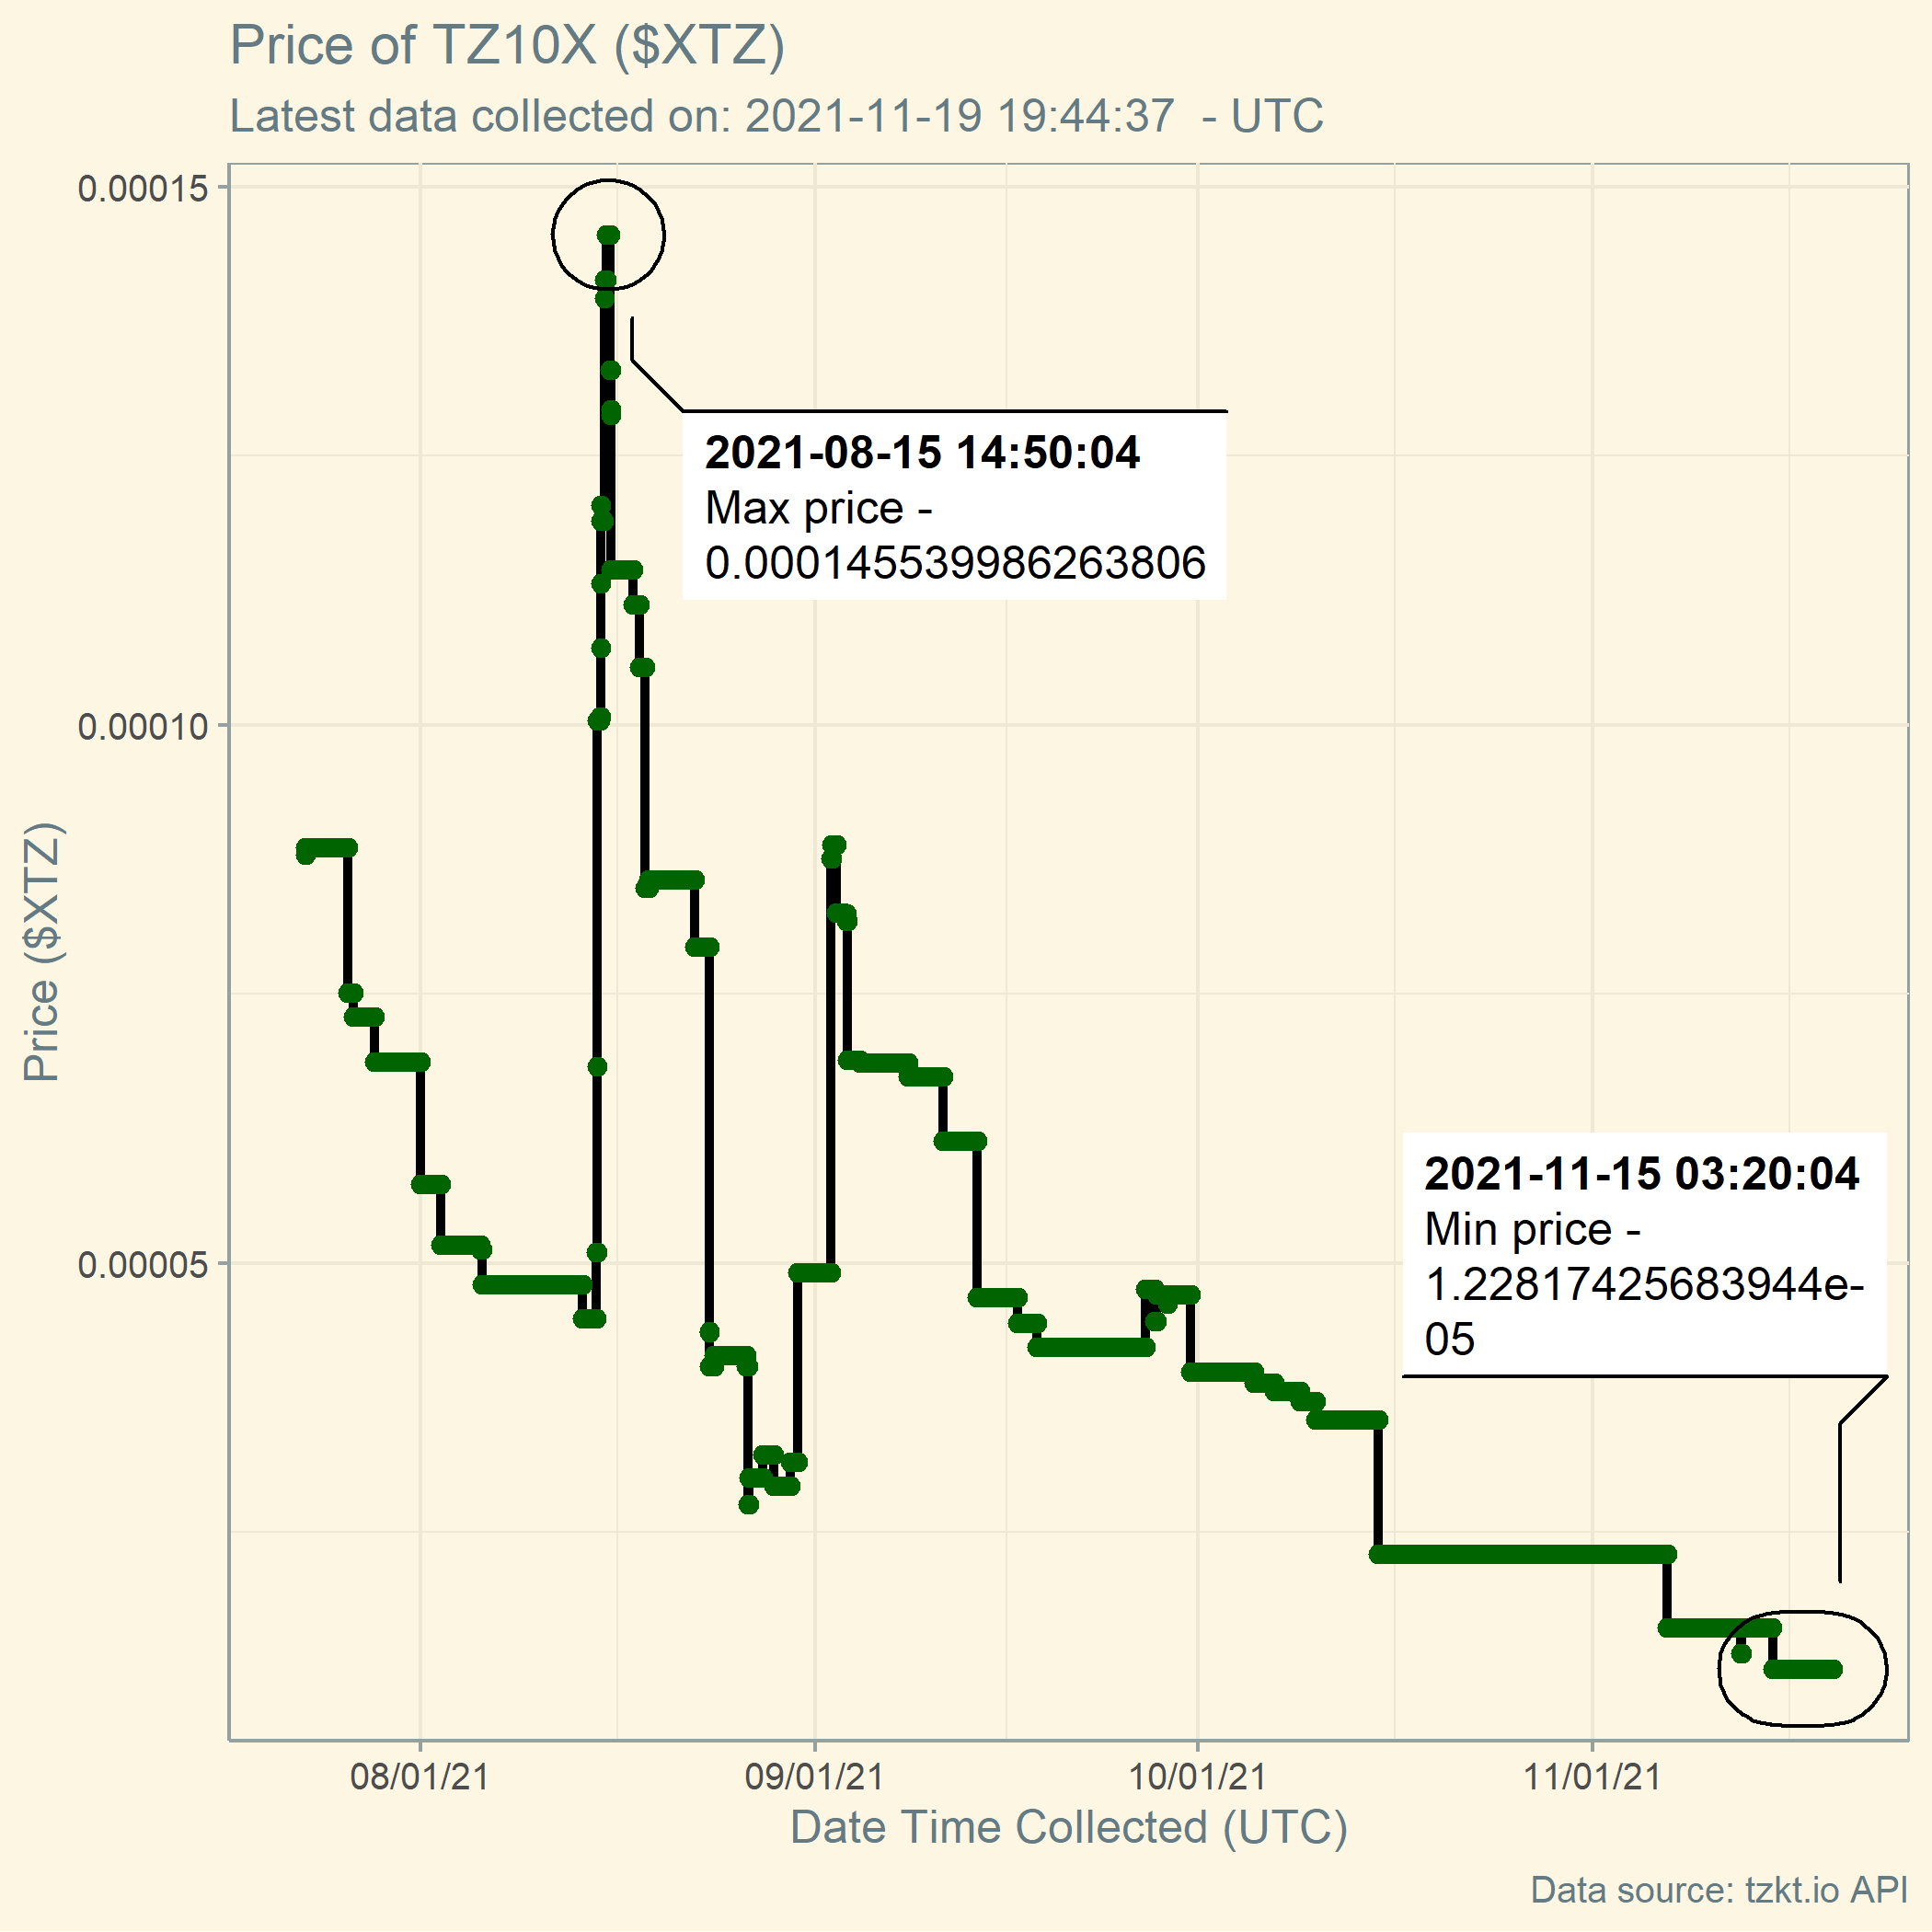 Price of TZ10X ($XTZ)
Latest data collected on: 2021-11-19 19:44:37  - UTC
0.00015
0.00010
0.00005
Price ($XTZ)
2021-08-15 14:50:04
Max price -
0.000145539986263806
2021-11-15 03:20:04
Min price -
1.22817425683944e-
05
08/01/21
09/01/21
10/01/21
11/01/21
Date Time Collected (UTC)
Data source: tzkt.io API